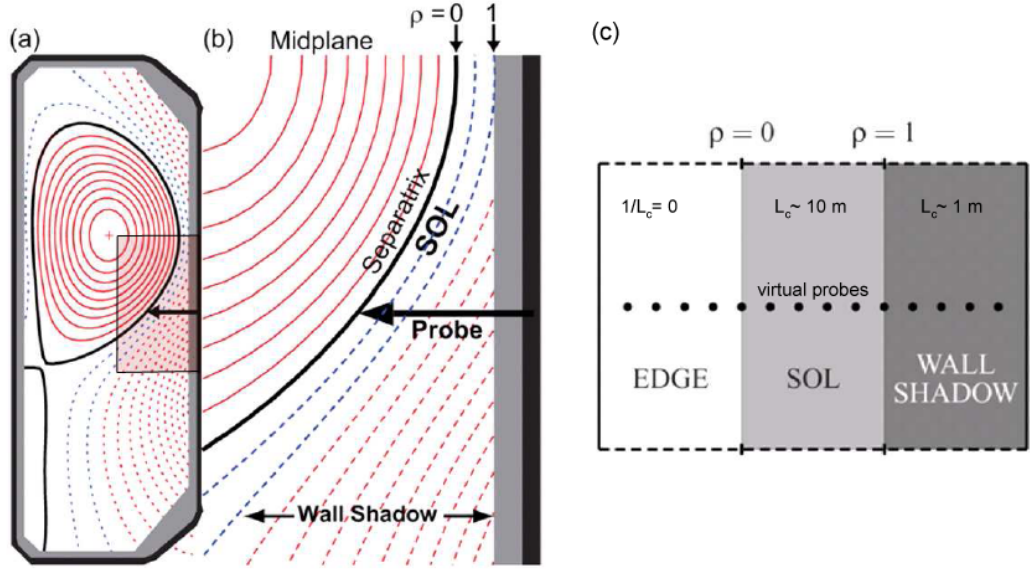 (a)
(b)
Midplane
ρ = 0
1
Separatrix
SOL
Probe
Wall Shadow
(c)
ρ = 0
ρ = 1
1/L_c= 0
L_c~ 10 m
L_c~ 1 m
virtual probes
EDGE
SOL
WALL
SHADOW